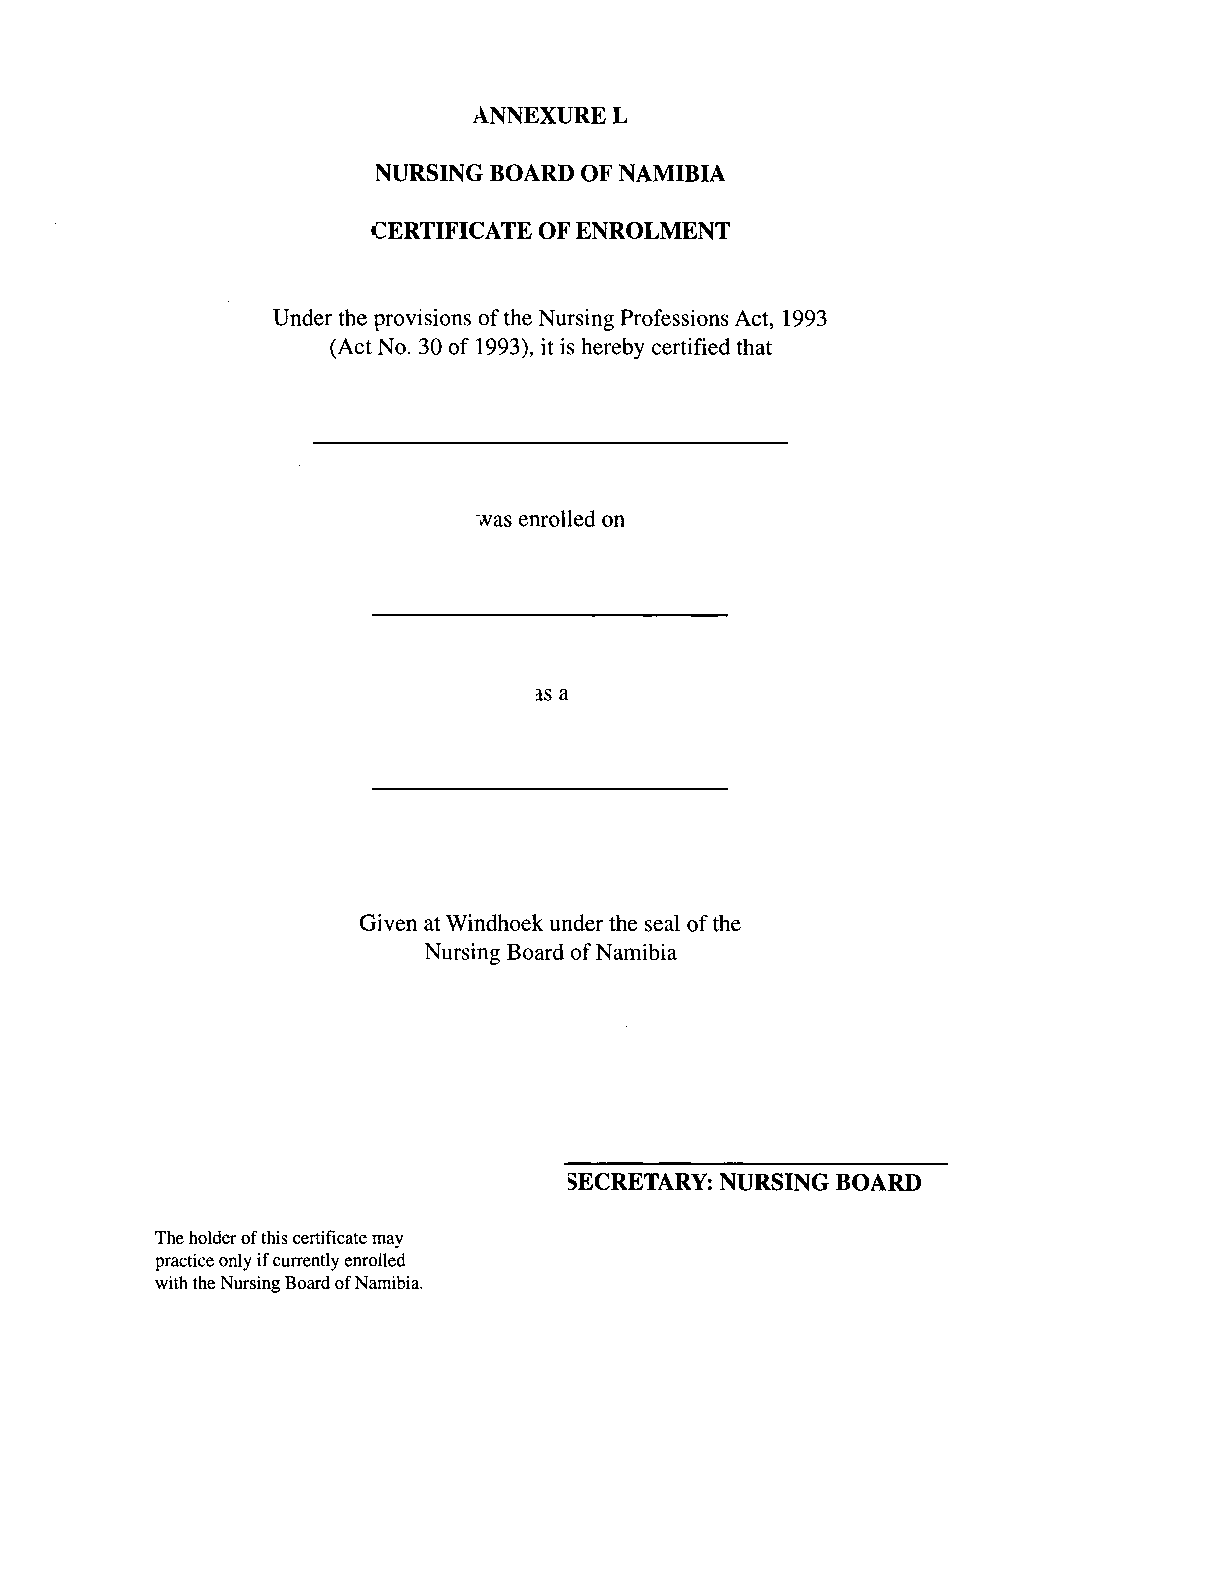 ANNEXURE L
NURSING BOARD OF NAMIBIA
CERTIFICATE OF ENROLMENT
Under the provisions of the Nursing Professions Act, 1993
(Act No. 30 of 1993), it is hereby certified that
was enrolled on
as a
Given at Windhoek under the seal of the
Nursing Board of Namibia
SECRETARY: NURSING BOARD
The holder of this certificate may
practice only if currently enrolled
with the Nursing Board of Namibia.